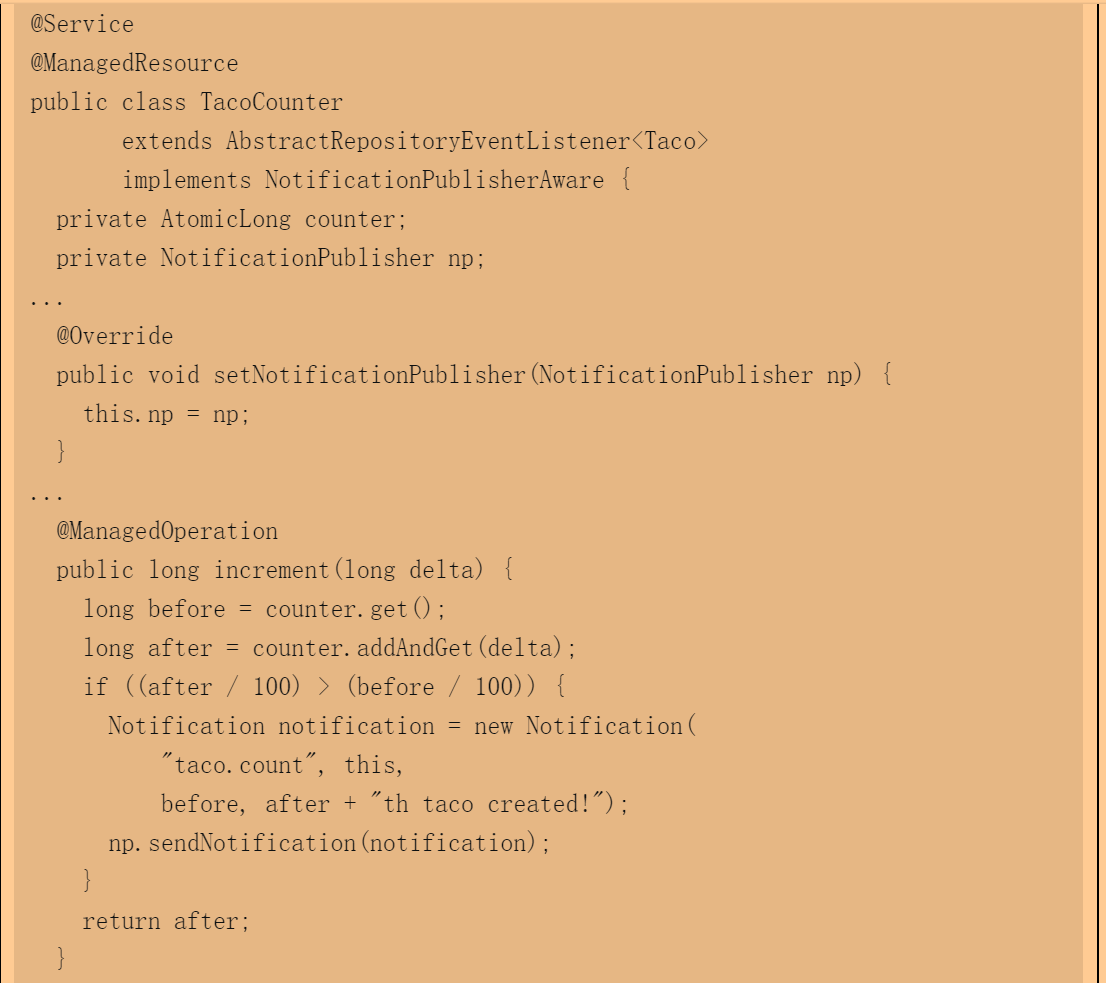 @Service
@ManagedResource
public class TacoCounter
       extends AbstractRepositoryEventListener<Taco>
       implements NotificationPublisherAware {
  private AtomicLong counter;
  private NotificationPublisher np;
...
  @Override
  public void setNotificationPublisher(NotificationPublisher np) {
    this.np = np;
  }
...
  @ManagedOperation
  public long increment(long delta) {
    long before = counter.get();
    long after = counter.addAndGet(delta);
    if ((after / 100) > (before / 100)) {
      Notification notification = new Notification(
          "taco.count", this,
          before, after + "th taco created!");
      np.sendNotification(notification);
    }
    return after;
  }